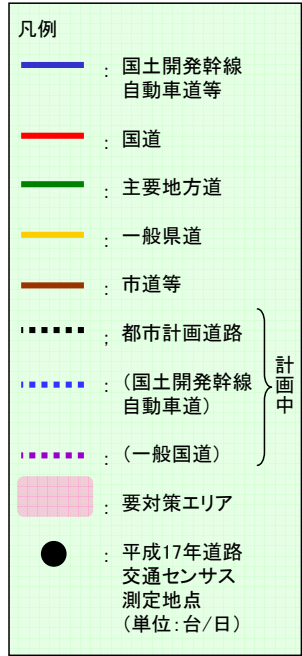 凡例
: 国土開発幹線
自動車道等
: 国道
: 主要地方道
: 一般県道
: 市道等
; 都市計画道路
: (国土開発幹線
自動車道)
: (一般国道)
計画中
: 要対策エリア
: 平成17年道路
交通センサス
測定地点
(単位:台/日)